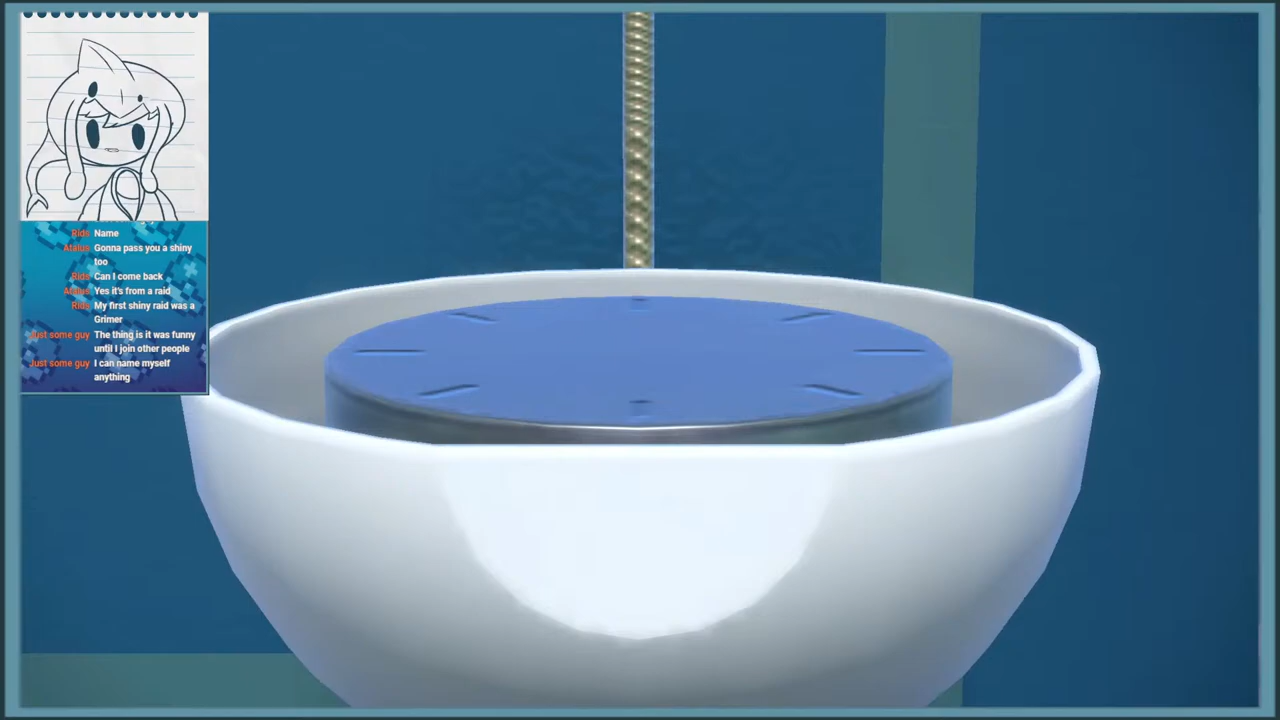 Rids Name
Atalus Gonna pass you a shiny
too
Rids Can I come back
Atalus Yes it's from a raid
Rids My first shiny raid was a
Grimer
Just some guy The thing is it was funny
until I join other people
Just some guy I can name myself
anything